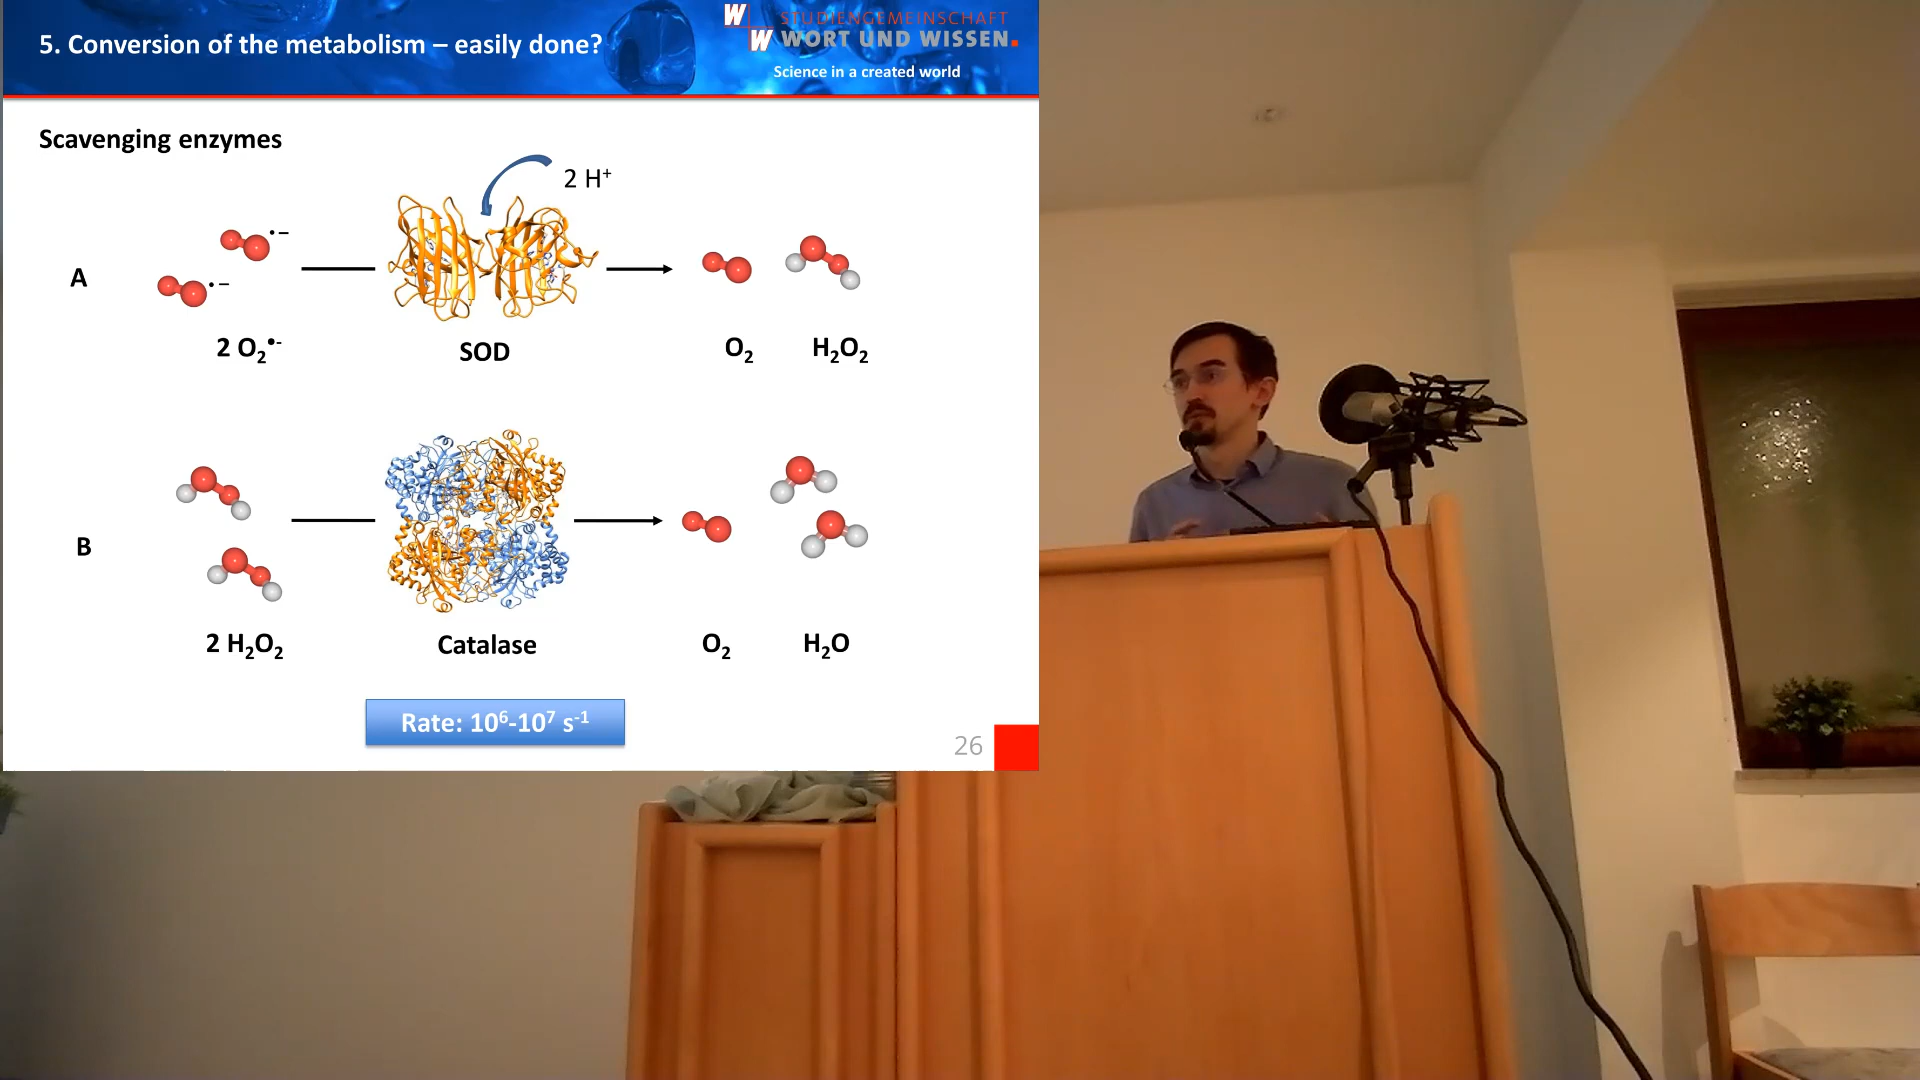 5. Conversion of the metabolism – easily done?
W
W
STUDIENGEMEINSCHAFT
WORT UND WISSEN.
Science in a created world
Scavenging enzymes
2 H⁺
•–
•–
A
2 O₂•-
SOD
O₂
H₂O₂
B
2 H₂O₂
Catalase
O₂
H₂O
Rate: 10⁶-10⁷ s⁻¹
26